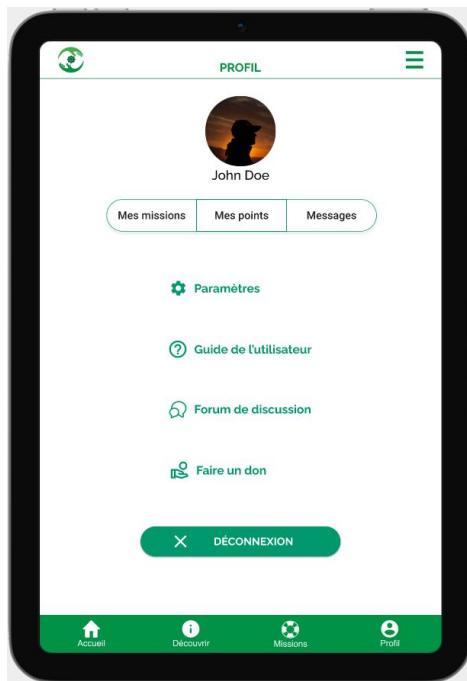 PROFIL
John Doe
Mes missions Mes points Messages
Paramètres
Guide de l'utilisateur
Forum de discussion
Faire un don
DÉCONNEXION
Accueil Découvrir Missions Profil